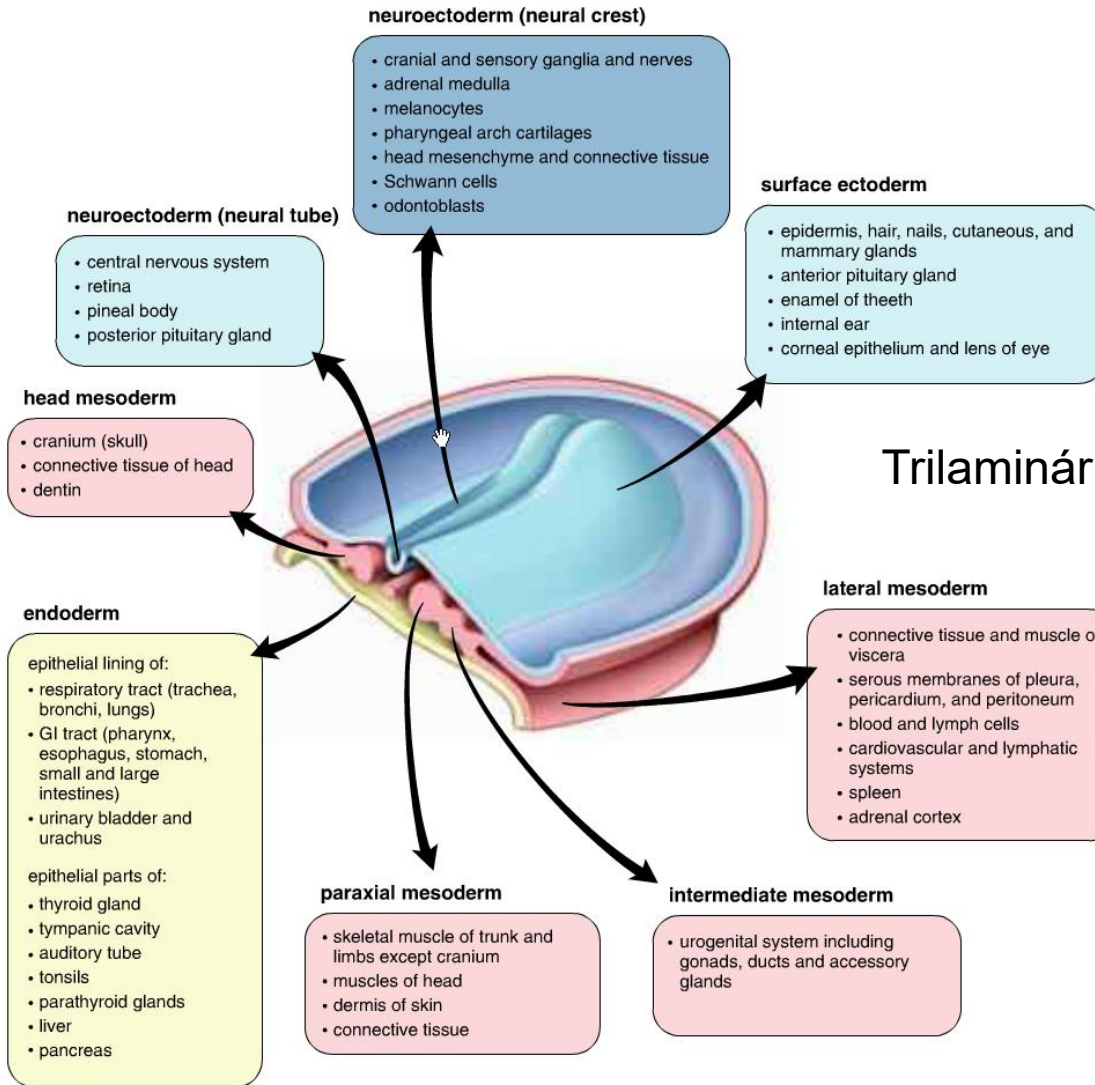 neuroectoderm (neural crest)
• cranial and sensory ganglia and nerves
• adrenal medulla
• melanocytes
• pharyngeal arch cartilages
• head mesenchyme and connective tissue
• Schwann cells
• odontoblasts
surface ectoderm
• epidermis, hair, nails, cutaneous, and
mammary glands
• anterior pituitary gland
• enamel of theeth
• internal ear
• corneal epithelium and lens of eye
neuroectoderm (neural tube)
• central nervous system
• retina
• pineal body
• posterior pituitary gland
head mesoderm
• cranium (skull)
• connective tissue of head
• dentin
Trilaminár
endoderm
epithelial lining of:
• respiratory tract (trachea,
bronchi, lungs)
• GI tract (pharynx,
esophagus, stomach,
small and large
intestines)
• urinary bladder and
urachus
epithelial parts of:
• thyroid gland
• tympanic cavity
• auditory tube
• tonsils
• parathyroid glands
• liver
• pancreas
lateral mesoderm
• connective tissue and muscle o
viscera
• serous membranes of pleura,
pericardium, and peritoneum
• blood and lymph cells
• cardiovascular and lymphatic
systems
• spleen
• adrenal cortex
paraxial mesoderm
• skeletal muscle of trunk and
limbs except cranium
• muscles of head
• dermis of skin
• connective tissue
intermediate mesoderm
• urogenital system including
gonads, ducts and accessory
glands